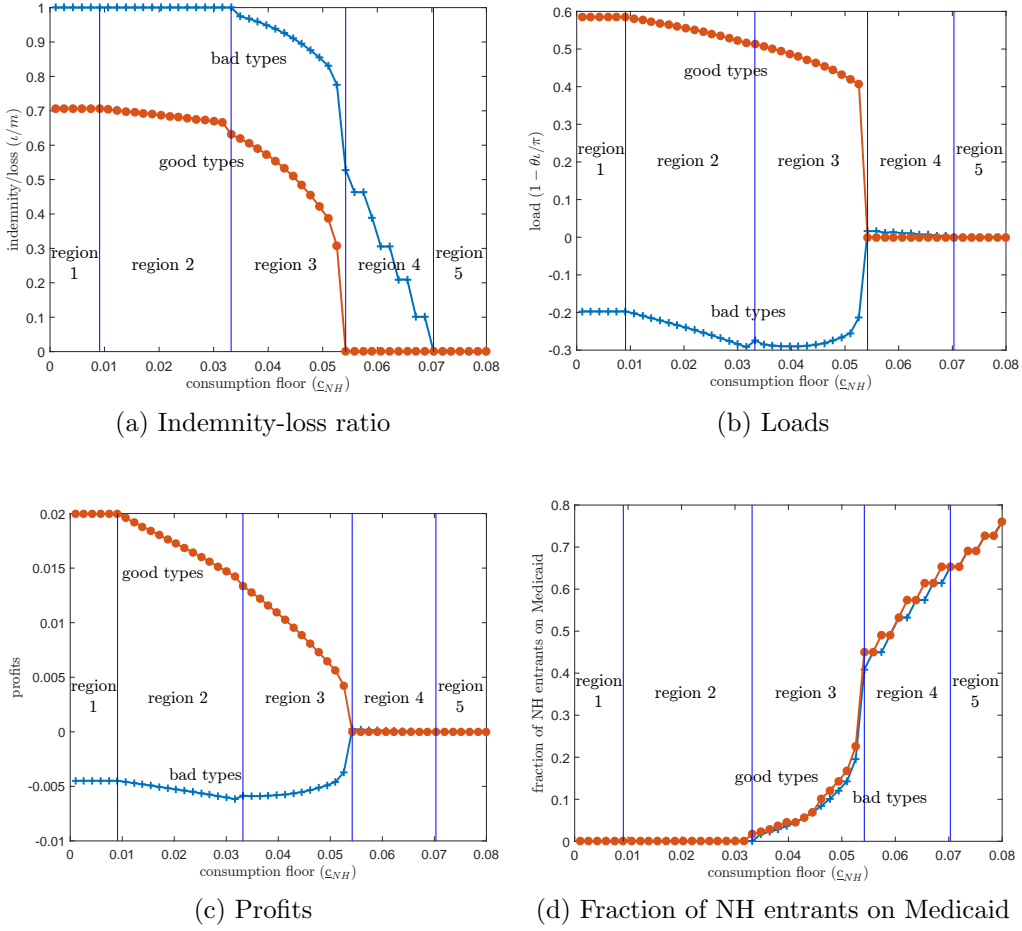 1
0.9
0.8
0.7
0.6
0.5
0.4
0.3
0.2
0.1
0
indemnity/loss (ι/m)
bad types
good types
region
1
region 2
region 3
region 4
region
5
0 0.01 0.02 0.03 0.04 0.05 0.06 0.07 0.08
consumption floor (c_NH)
(a) Indemnity-loss ratio
0.6
0.5
0.4
0.3
0.2
0.1
0
-0.1
-0.2
-0.3
load (1 − θι/π)
good types
region
1
region 2
region 3
region 4
region
5
bad types
0 0.01 0.02 0.03 0.04 0.05 0.06 0.07 0.08
consumption floor (c_NH)
(b) Loads
0.02
0.015
0.01
0.005
0
-0.005
-0.01
profits
good types
region
1
region 2
region 3
region 4
region
5
bad types
0 0.01 0.02 0.03 0.04 0.05 0.06 0.07 0.08
consumption floor (c_NH)
(c) Profits
0.8
0.7
0.6
0.5
0.4
0.3
0.2
0.1
0
fraction of NH entrants on Medicaid
region
1
region 2
region 3
region 4
region
5
good types
bad types
0 0.01 0.02 0.03 0.04 0.05 0.06 0.07 0.08
consumption floor (c_NH)
(d) Fraction of NH entrants on Medicaid